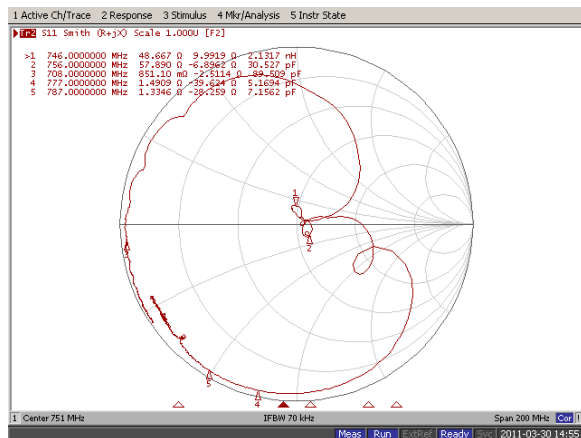 1 Active Ch/Trace 2 Response 3 Stimulus 4 Mkr/Analysis 5 Instr State
Tr2 S11 Smith (R+jX) Scale 1.000U [F2]
>1 746.0000000 MHz 48.667 Ω 9.9919 Ω 2.1317 nH
2 756.0000000 MHz 57.890 Ω -6.8962 Ω 30.527 pF
3 708.0000000 MHz 851.10 mΩ -2.5114 Ω 89.509 pF
4 777.0000000 MHz 1.4909 Ω -39.624 Ω 5.1694 pF
5 787.0000000 MHz 1.3346 Ω -28.259 Ω 7.1562 pF
1
2
3
5
4
1 Center 751 MHz IFBW 70 kHz Span 200 MHz Cor !
Meas Run ExtRef Ready Svc 2011-03-30 14:55